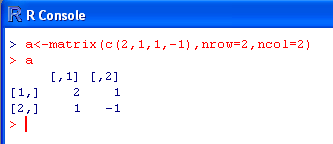 R Console
> a<-matrix(c(2,1,1,-1),nrow=2,ncol=2)
> a
     [,1] [,2]
[1,]    2    1
[2,]    1   -1
>